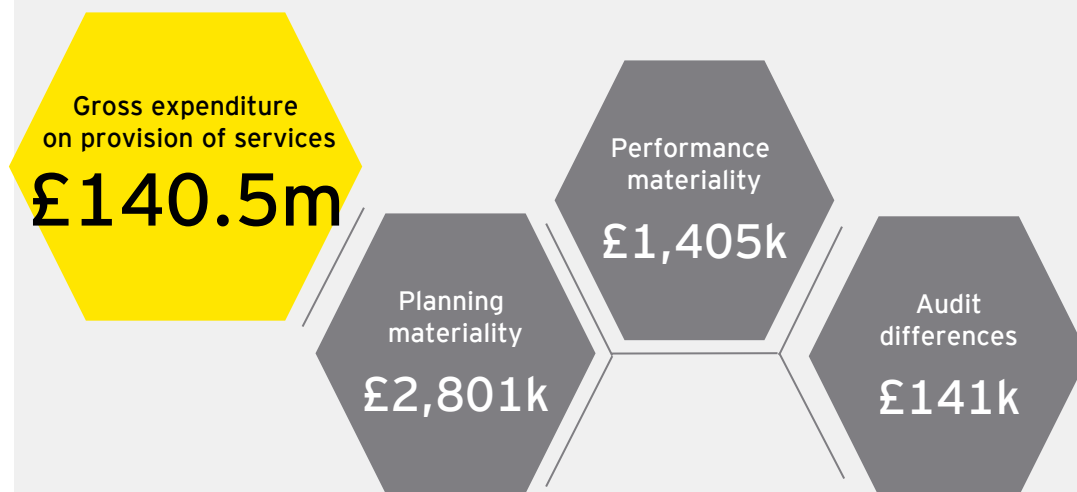 Gross expenditure
on provision of services
£140.5m
Planning
materiality
£2,801k
Performance
materiality
£1,405k
Audit
differences
£141k